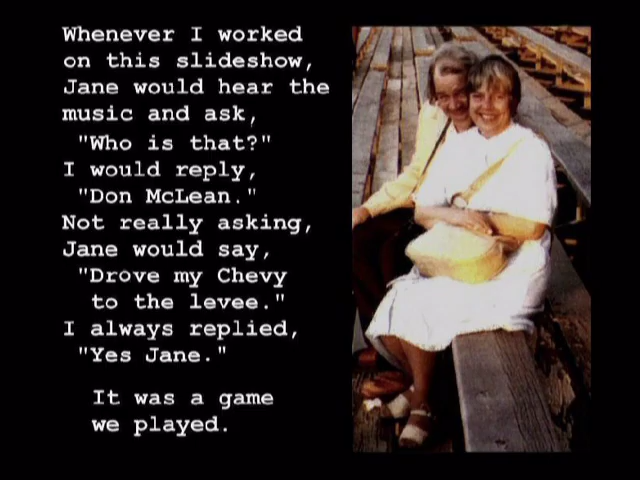 Whenever I worked
on this slideshow,
Jane would hear the
music and ask,
"Who is that?"
I would reply,
"Don McLean."
Not really asking,
Jane would say,
"Drove my Chevy
to the levee."
I always replied,
"Yes Jane."
It was a game
we played.